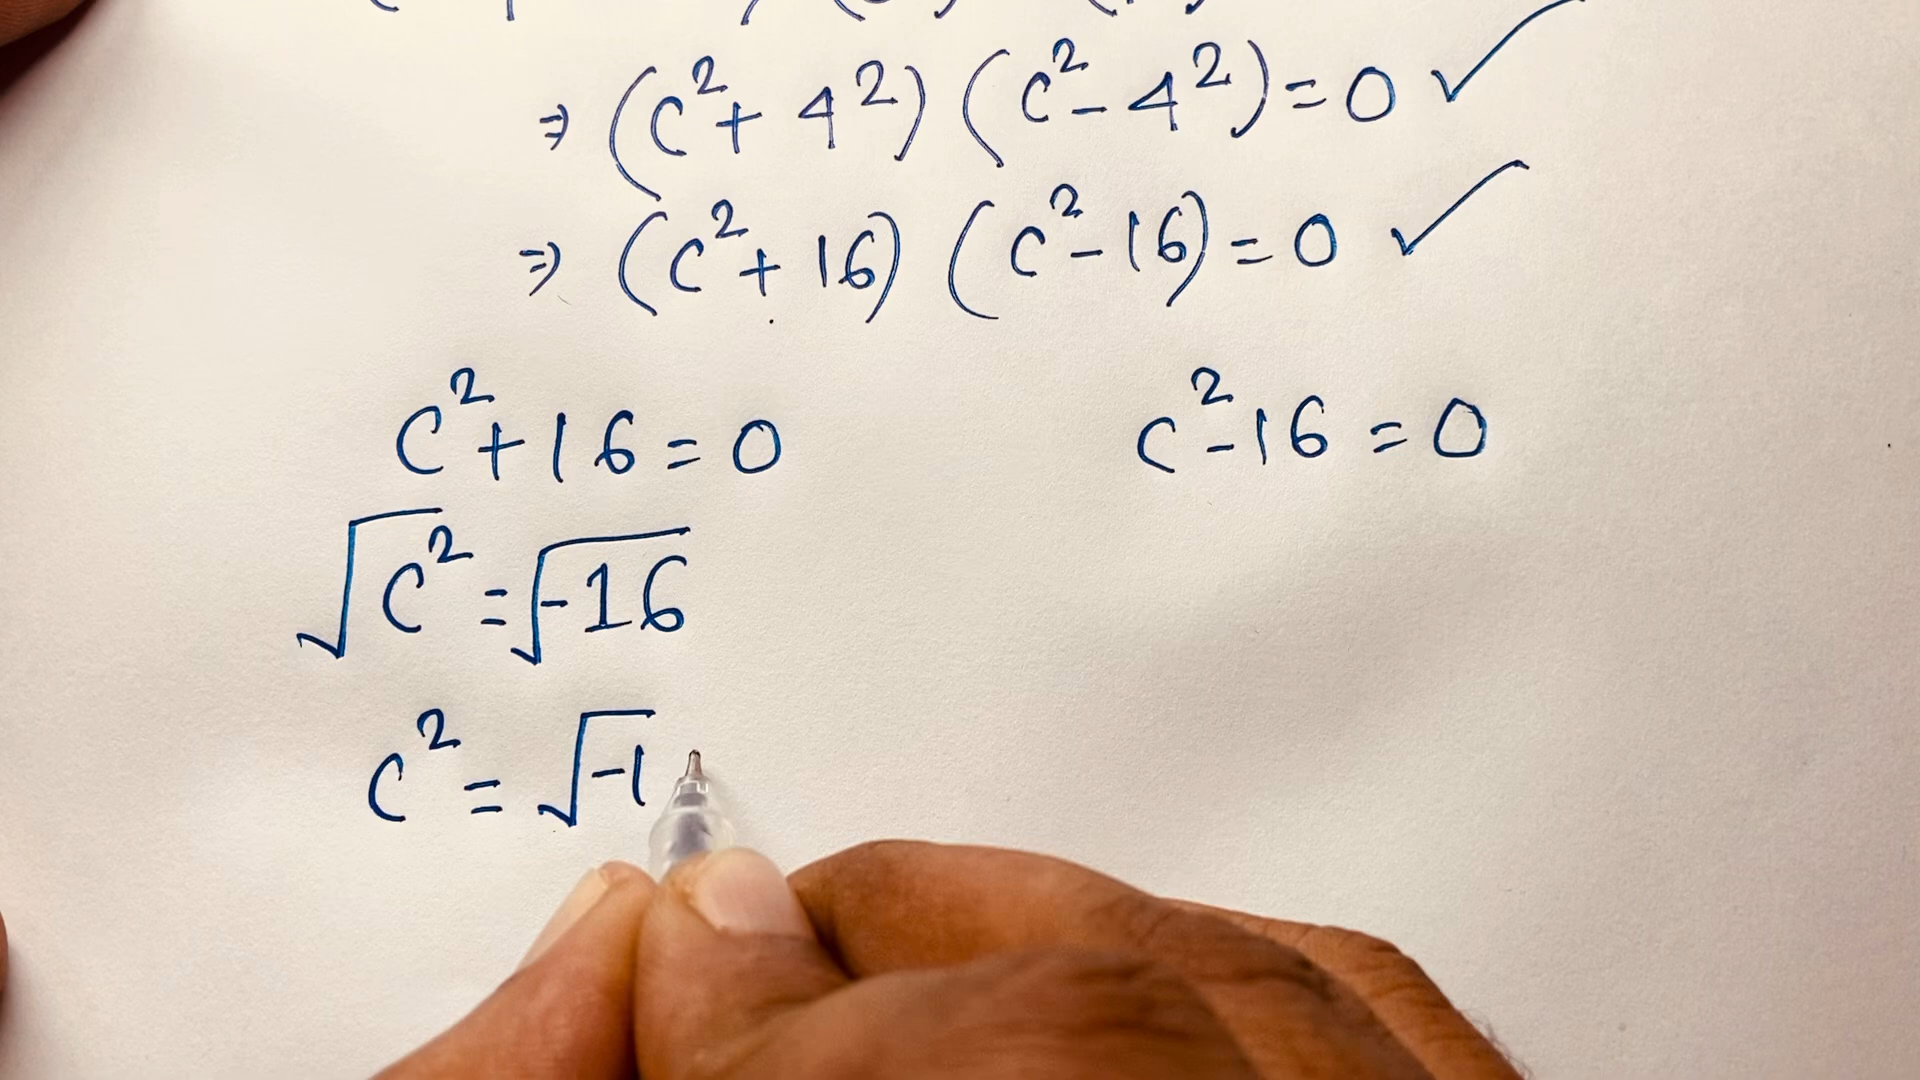 ⇒ (c²+ 4²) (c²- 4²)=0 ✓
⇒ (c²+ 16) (c²-16)=0 ✓
c²+16=0 c²-16=0
√c² =√-16
c² = √-1